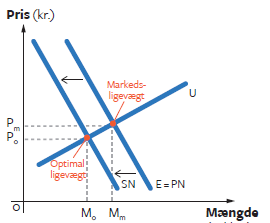 Pris (kr.)
Markeds-
ligevægt
U
Pm
Po
Optimal
ligevægt
SN
E = PN
O
Mo
Mm
Mængde